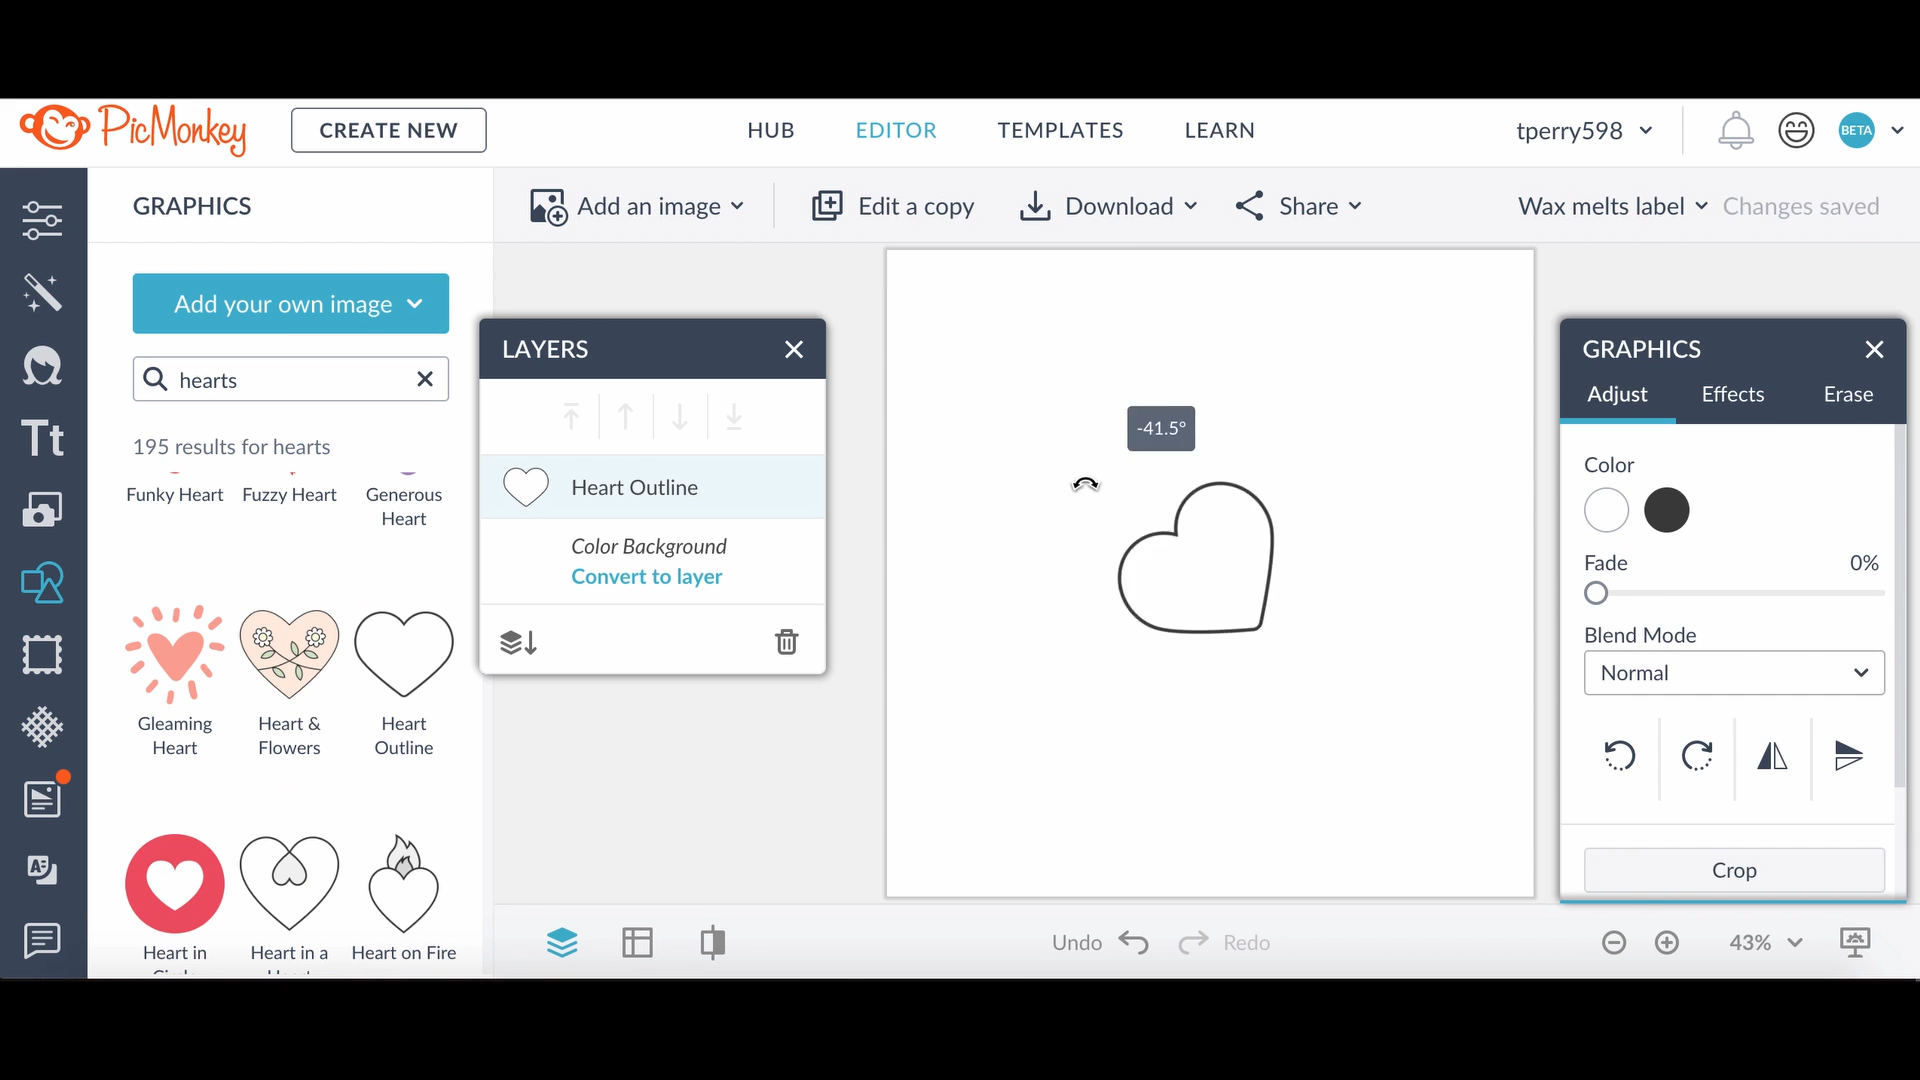 PicMonkey
CREATE NEW
HUB
EDITOR
TEMPLATES
LEARN
tperry598
BETA
GRAPHICS
Add an image
Edit a copy
Download
Share
Wax melts label
Changes saved
Add your own image
hearts
195 results for hearts
Funky Heart
Fuzzy Heart
Generous
Heart
Gleaming
Heart
Heart &
Flowers
Heart
Outline
Heart in
Heart in a
Heart on Fire
LAYERS
Heart Outline
Color Background
Convert to layer
-41.5°
GRAPHICS
Adjust
Effects
Erase
Color
Fade
0%
Blend Mode
Normal
Crop
Undo
Redo
43%
Tt